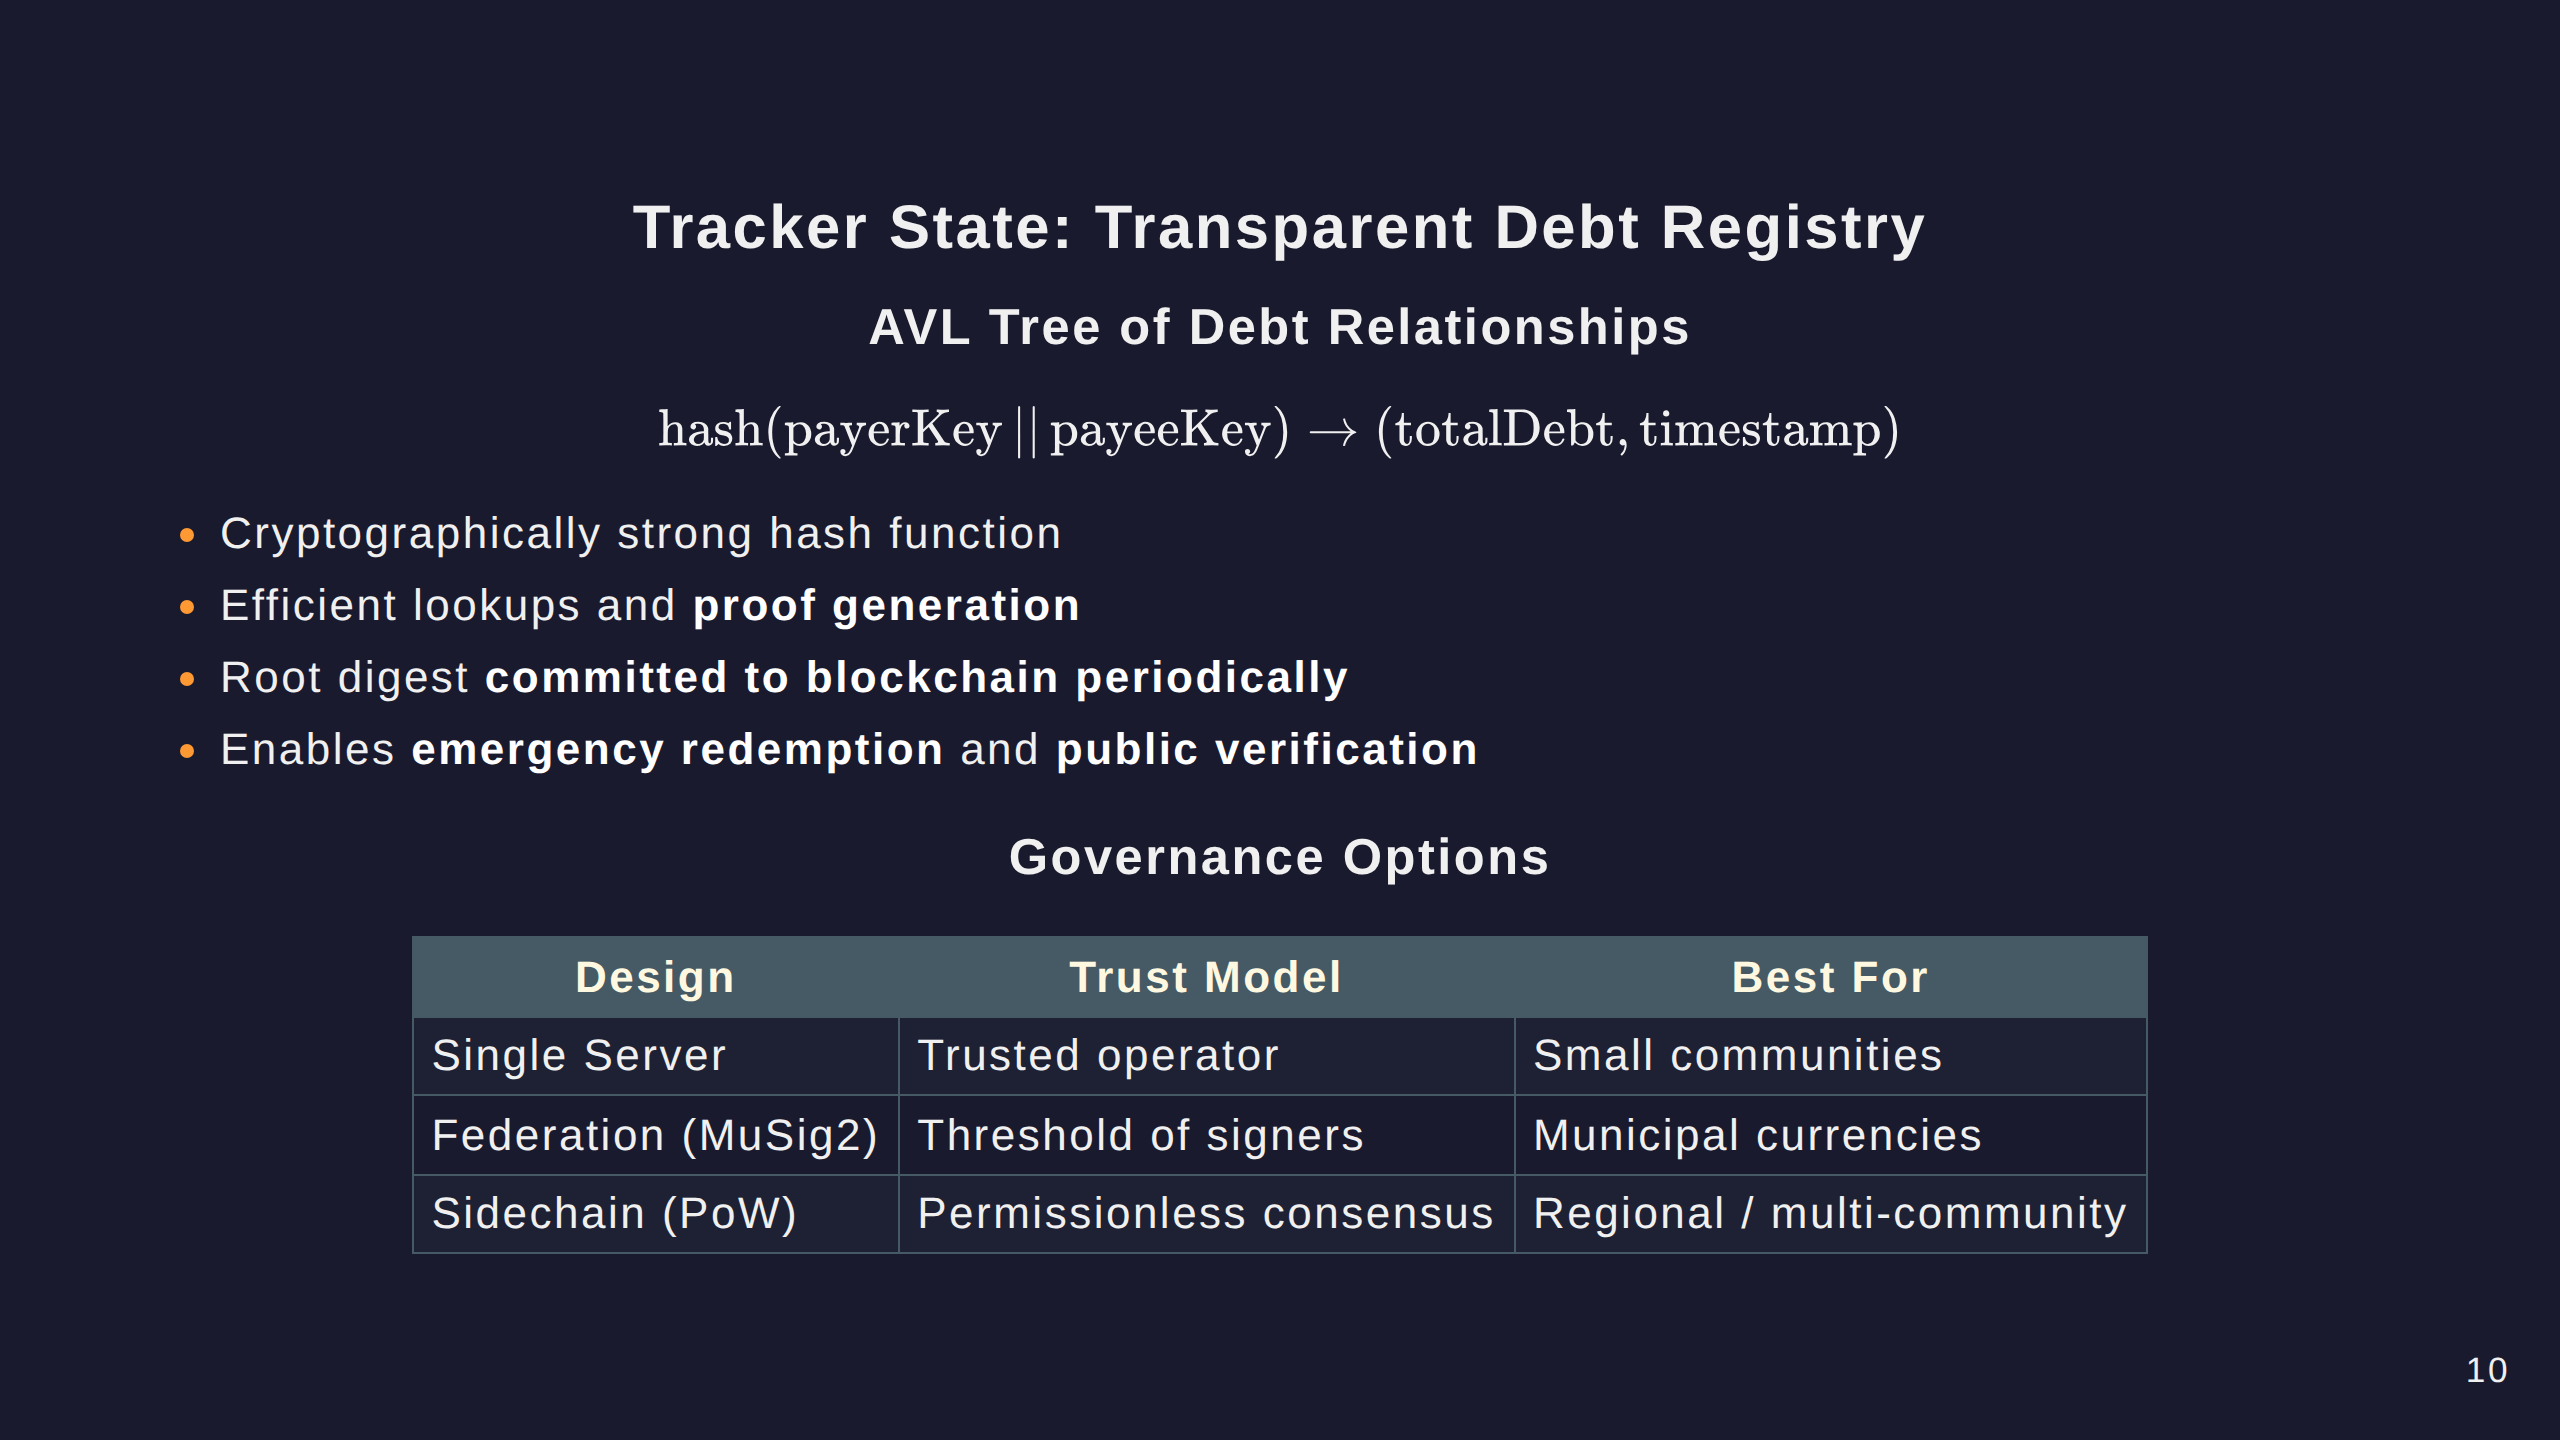 Tracker State: Transparent Debt Registry
AVL Tree of Debt Relationships
hash(payerKey || payeeKey) → (totalDebt, timestamp)
• Cryptographically strong hash function
• Efficient lookups and proof generation
• Root digest committed to blockchain periodically
• Enables emergency redemption and public verification
Governance Options
Design Trust Model Best For
Single Server Trusted operator Small communities
Federation (MuSig2) Threshold of signers Municipal currencies
Sidechain (PoW) Permissionless consensus Regional / multi-community
10